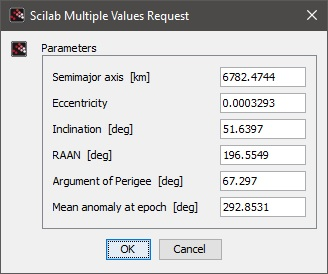 Scilab Multiple Values Request
Parameters
Semimajor axis [km] 6782.4744
Eccentricity 0.0003293
Inclination [deg] 51.6397
RAAN [deg] 196.5549
Argument of Perigee [deg] 67.297
Mean anomaly at epoch [deg] 292.8531
OK Cancel